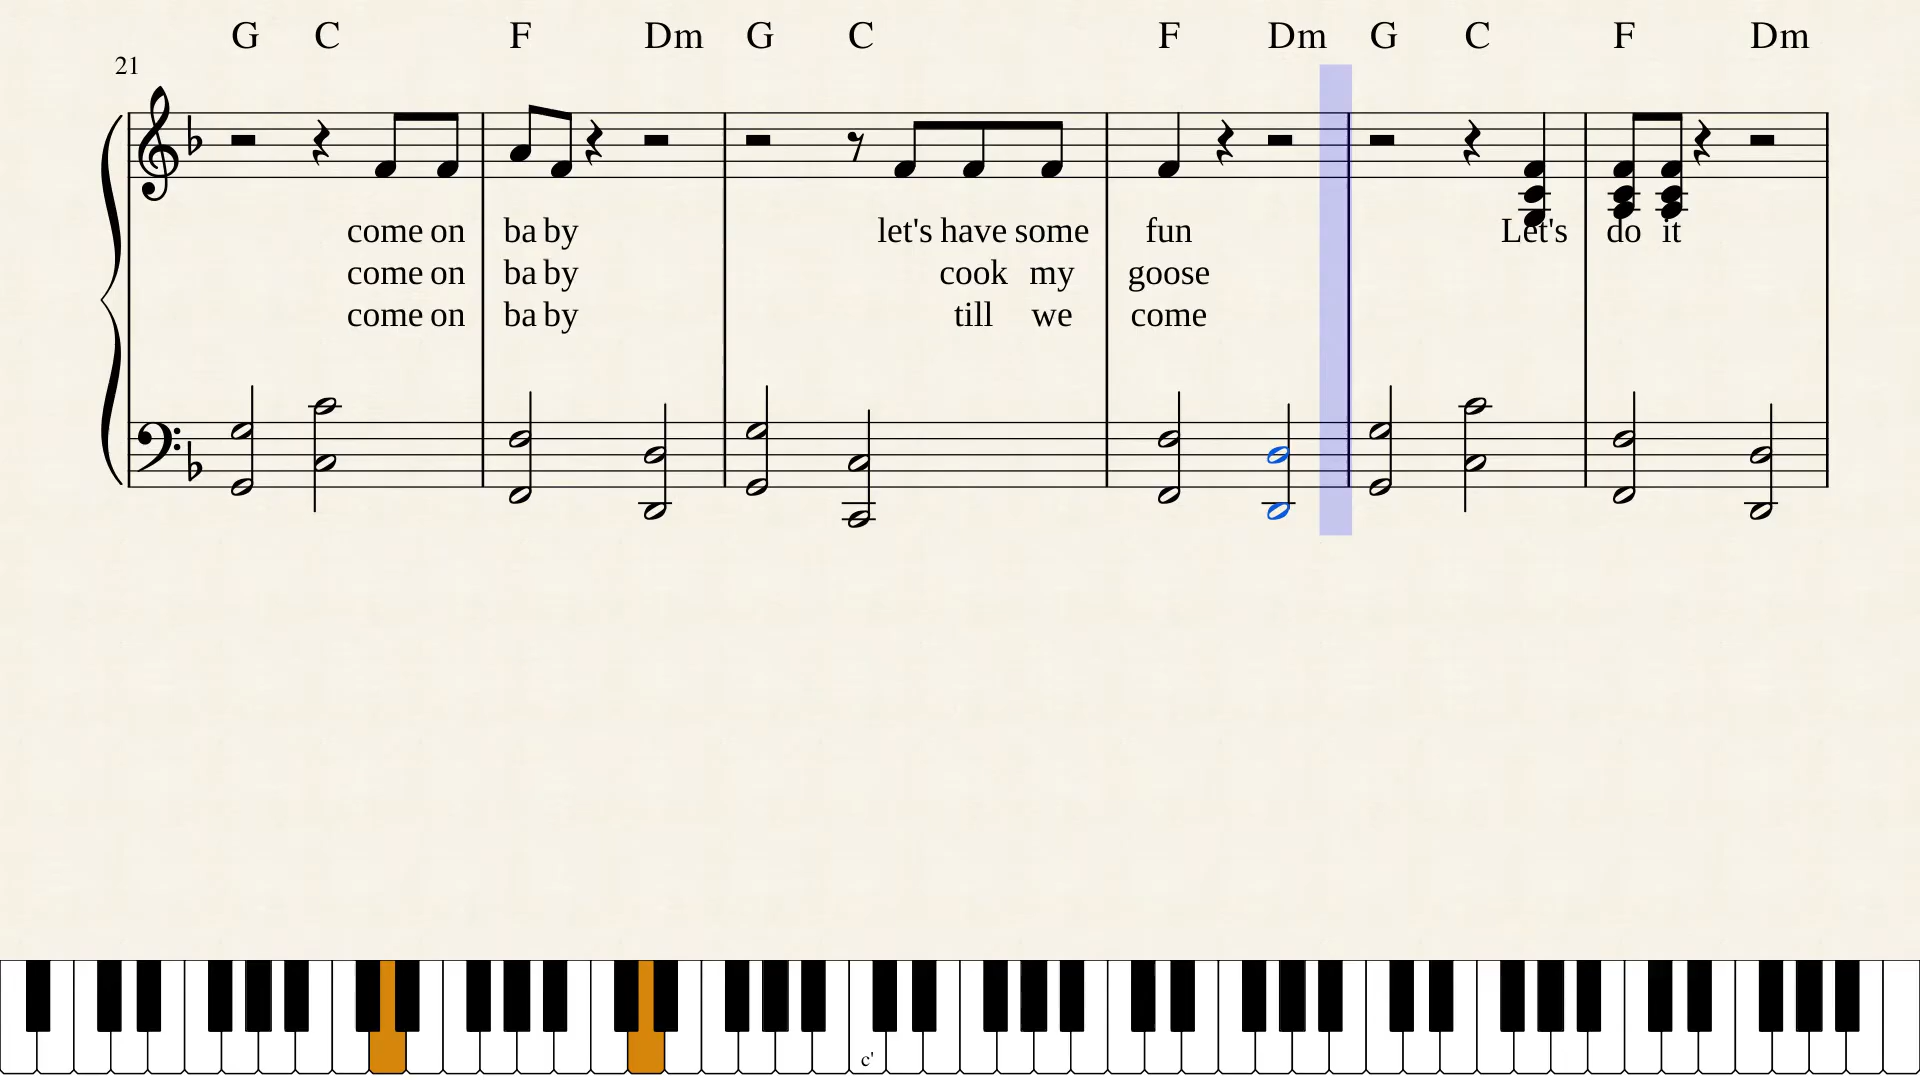 G C F Dm G C F Dm G C F Dm
21
come on ba by let's have some fun Let's do it
come on ba by cook my goose
come on ba by till we come
c'